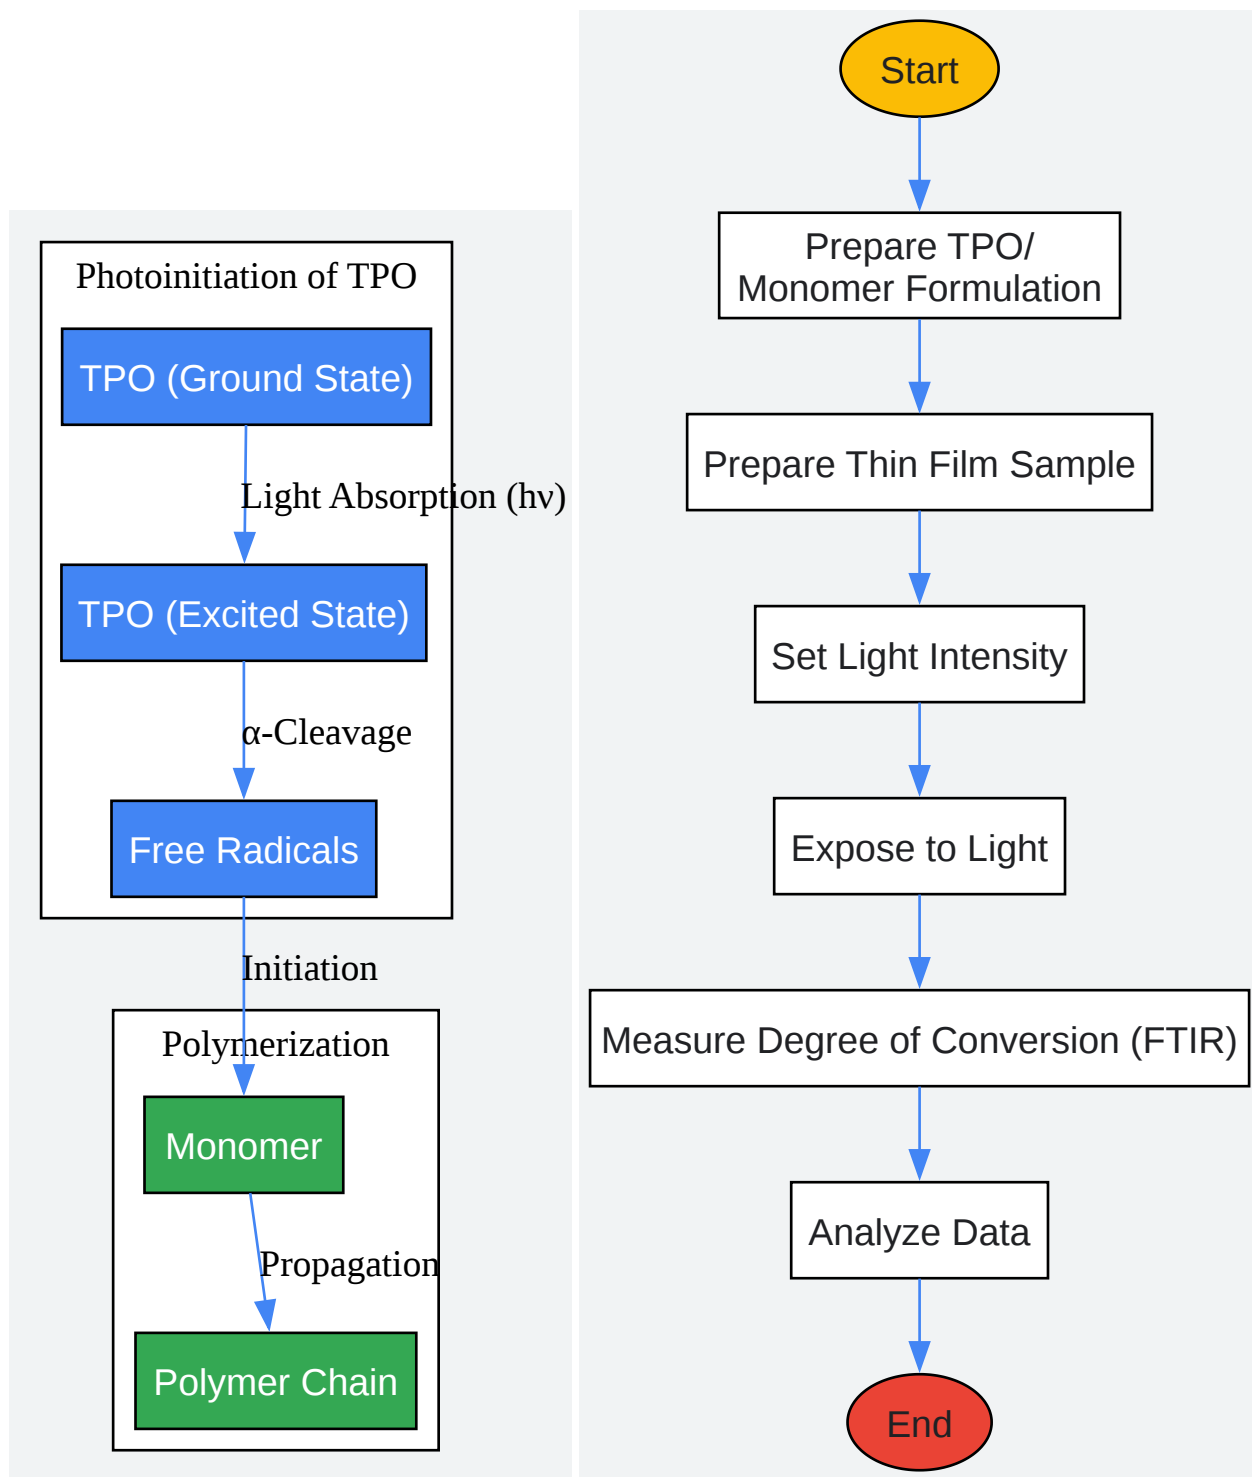 Photoinitiation of TPO
TPO (Ground State)
Light Absorption (hν)
TPO (Excited State)
α-Cleavage
Free Radicals
Initiation
Polymerization
Monomer
Propagation
Polymer Chain
Start
Prepare TPO/
Monomer Formulation
Prepare Thin Film Sample
Set Light Intensity
Expose to Light
Measure Degree of Conversion (FTIR)
Analyze Data
End